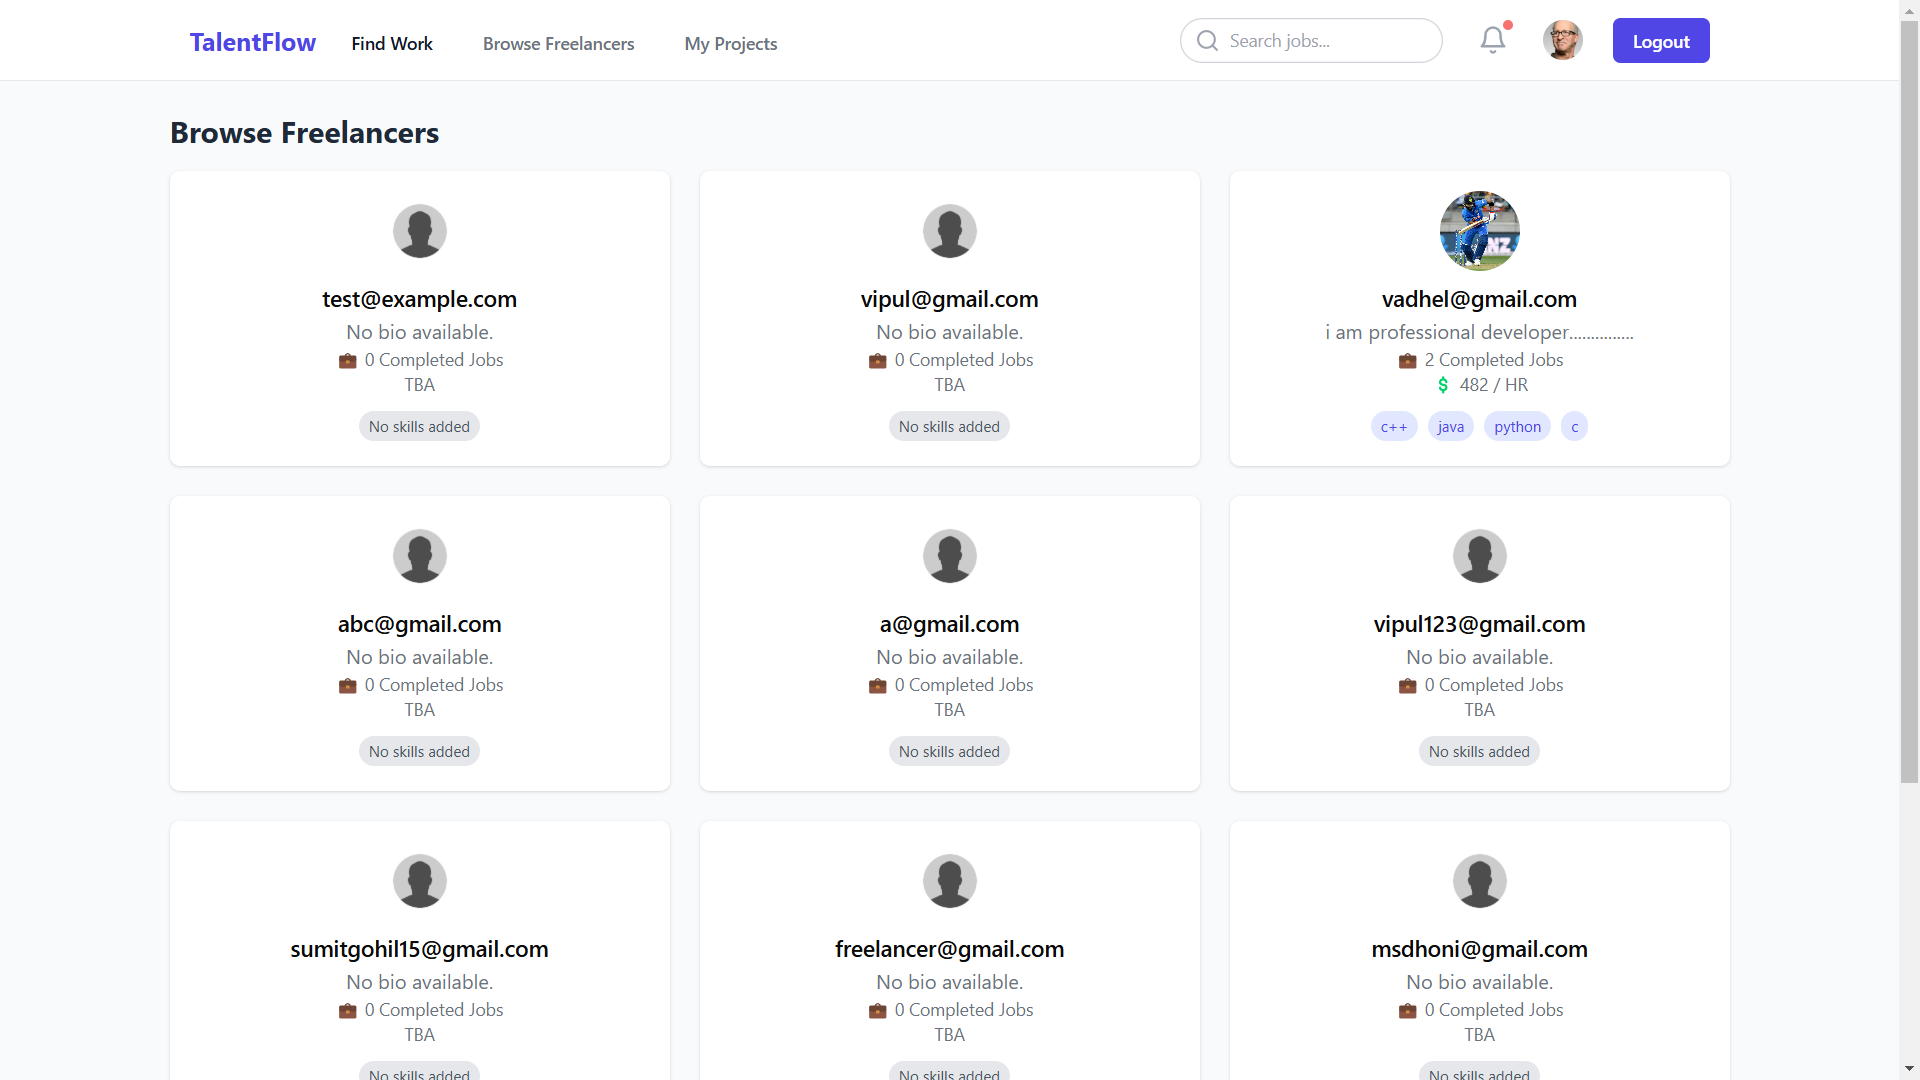 TalentFlow Find Work Browse Freelancers My Projects Search jobs... Logout
Browse Freelancers
test@example.com
No bio available.
0 Completed Jobs
TBA
No skills added
vipul@gmail.com
No bio available.
0 Completed Jobs
TBA
No skills added
vadhel@gmail.com
i am professional developer...............
2 Completed Jobs
$ 482 / HR
c++ java python c
abc@gmail.com
No bio available.
0 Completed Jobs
TBA
No skills added
a@gmail.com
No bio available.
0 Completed Jobs
TBA
No skills added
vipul123@gmail.com
No bio available.
0 Completed Jobs
TBA
No skills added
sumitgohil15@gmail.com
No bio available.
0 Completed Jobs
TBA
No skills added
freelancer@gmail.com
No bio available.
0 Completed Jobs
TBA
No skills added
msdhoni@gmail.com
No bio available.
0 Completed Jobs
TBA
No skills added